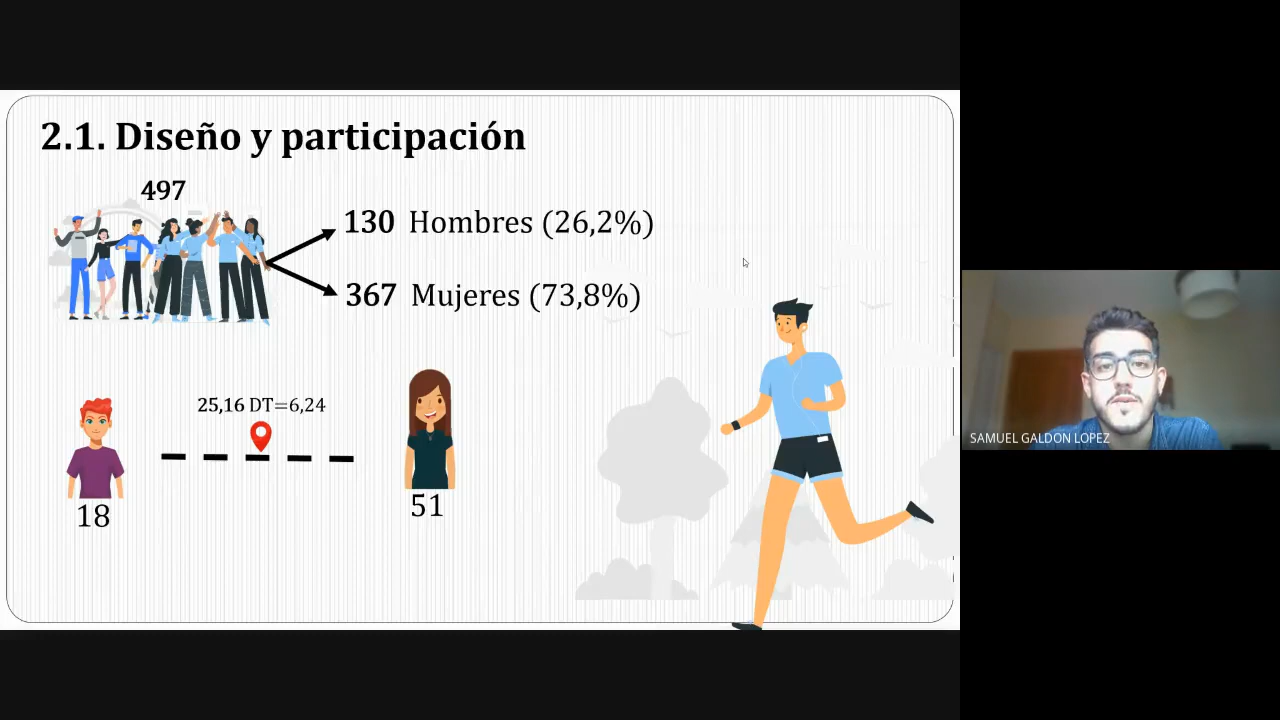 2.1. Diseño y participación
497
130 Hombres (26,2%)
367 Mujeres (73,8%)
25,16 DT=6,24
18
51
SAMUEL GALDON LOPEZ